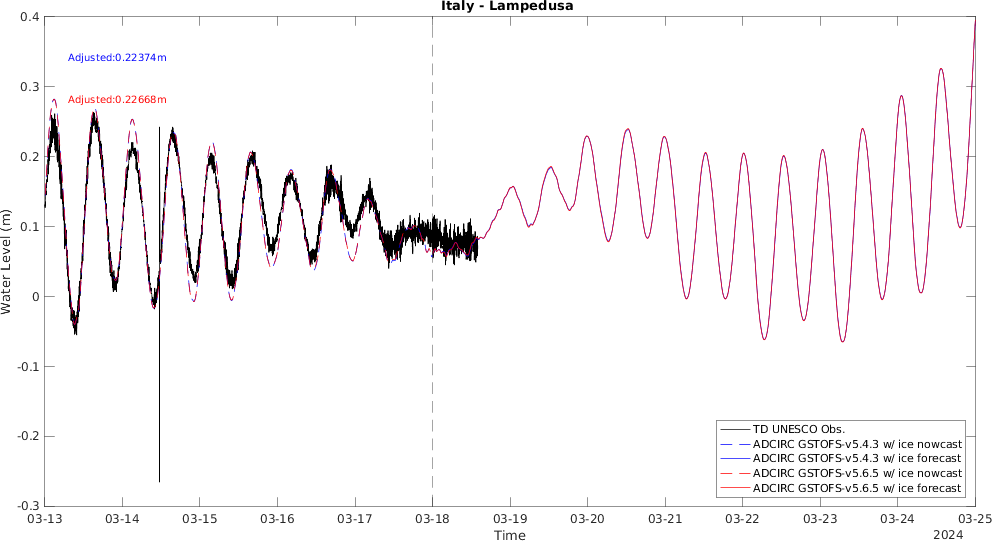 Italy - Lampedusa
0.4
0.3
0.2
0.1
0
-0.1
-0.2
-0.3
Water Level (m)
Adjusted:0.22374m
Adjusted:0.22668m
TD UNESCO Obs.
ADCIRC GSTOFS-v5.4.3 w/ ice nowcast
ADCIRC GSTOFS-v5.4.3 w/ ice forecast
ADCIRC GSTOFS-v5.6.5 w/ ice nowcast
ADCIRC GSTOFS-v5.6.5 w/ ice forecast
03-13 03-14 03-15 03-16 03-17 03-18 03-19 03-20 03-21 03-22 03-23 03-24 03-25
Time
2024